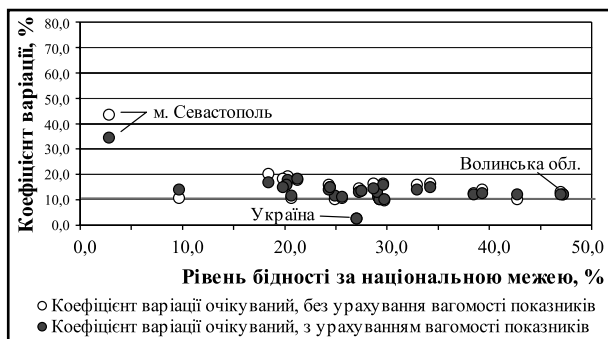 Коефіцієнт варіації, %
80,0
70,0
60,0
50,0
40,0
30,0
20,0
10,0
0,0
м. Севастополь
Волинська обл.
Україна
0,0 10,0 20,0 30,0 40,0 50,0
Рівень бідності за національною межею, %
Коефіцієнт варіації очікуваний, без урахування вагомості показників
Коефіцієнт варіації очікуваний, з урахуванням вагомості показників